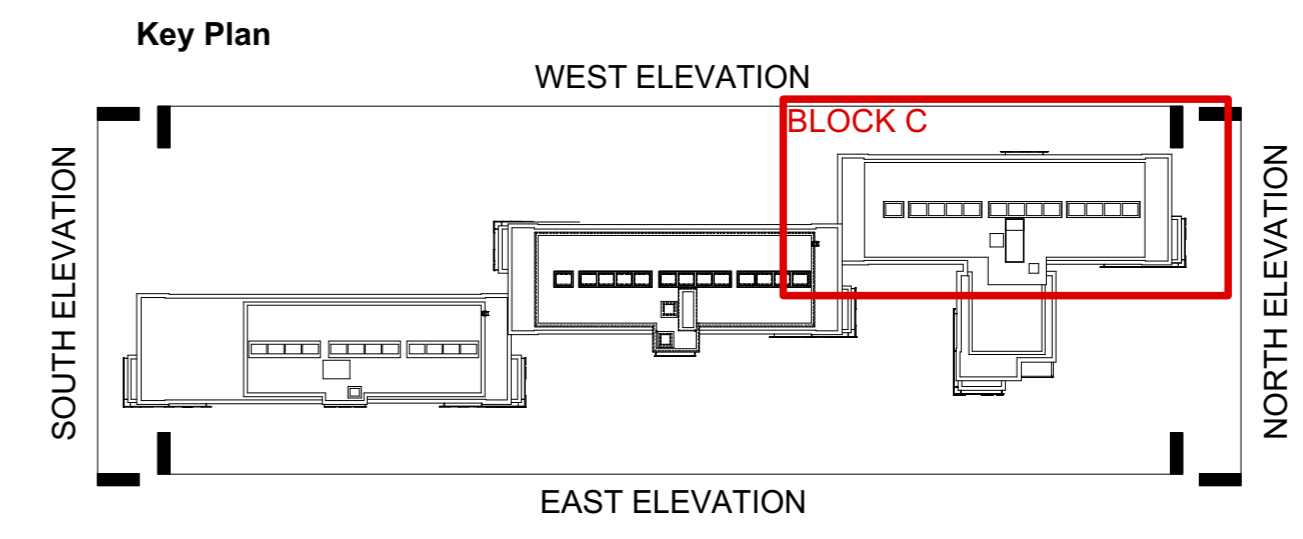 Key Plan
WEST ELEVATION
BLOCK C
SOUTH ELEVATION
NORTH ELEVATION
EAST ELEVATION